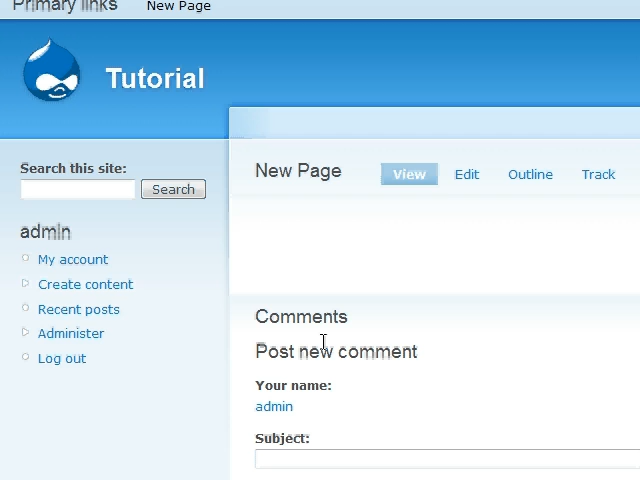 Primary links
New Page
Tutorial
Search this site:
Search
New Page
View
Edit
Outline
Track
admin
My account
Create content
Recent posts
Administer
Log out
Comments
Post new comment
Your name:
admin
Subject: